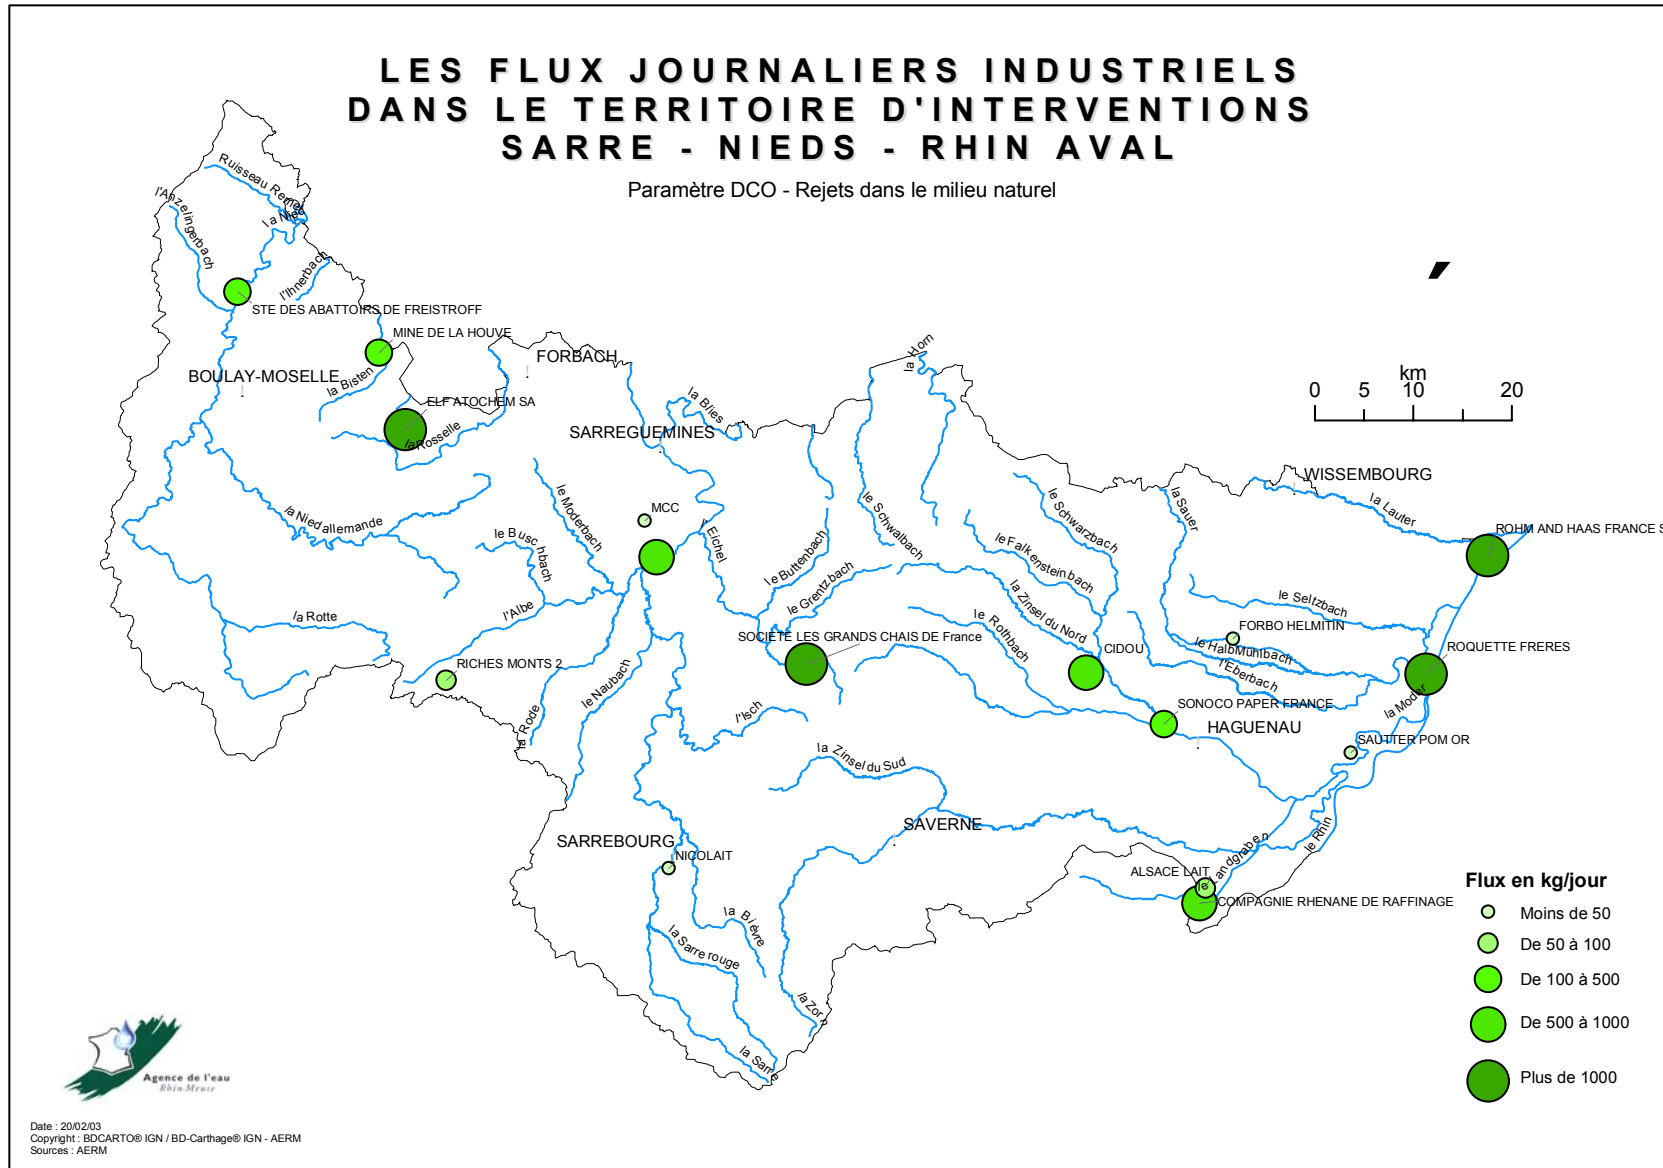 LES FLUX JOURNALIERS INDUSTRIELS
DANS LE TERRITOIRE D'INTERVENTIONS
SARRE - NIEDS - RHIN AVAL
Paramètre DCO - Rejets dans le milieu naturel
Ruisseau Remel
l'Anzelingerbach
la Nied
l'Ihnerbach
STE DES ABATTOIRS DE FREISTROFF
MINE DE LA HOUVE
FORBACH
BOULAY-MOSELLE
la Bisten
ELF ATOCHEM SA
la Rosselle
la Blies
SARREGUEMINES
la Horn
km
0 5 10 20
WISSEMBOURG
la Lauter
ROHM AND HAAS FRANCE S
la Nied allemande
le Buschbach
le Moderbach
MCC
l'Eichel
le Buttenbach
le Schwalbach
le Grentzbach
le Falkensteinbach
le Schwarzbach
la Sauer
le Seltzbach
la Rotte
l'Albe
RICHES MONTS 2
SOCIETE LES GRANDS CHAIS DE France
le Rothbach
la Zinsel du Nord
CIDOU
FORBO HELMITIN
le HalbMuhlbach
l'Eberbach
ROQUETTE FRERES
la Moder
la Rode
le Naubach
l'Isch
SONOCO PAPER FRANCE
HAGUENAU
SAUTTER POM OR
la Zinsel du Sud
SAVERNE
SARREBOURG
NICOLAIT
ALSACE LAIT
le Landgraben
le Rhin
COMPAGNIE RHENANE DE RAFFINAGE
la Bièvre
la Sarre rouge
la Zorn
la Sarre
Flux en kg/jour
Moins de 50
De 50 à 100
De 100 à 500
De 500 à 1000
Plus de 1000
Agence de l'eau
Rhin-Meuse
Date : 20/02/03
Copyright : BDCARTO® IGN / BD-Carthage® IGN - AERM
Sources : AERM